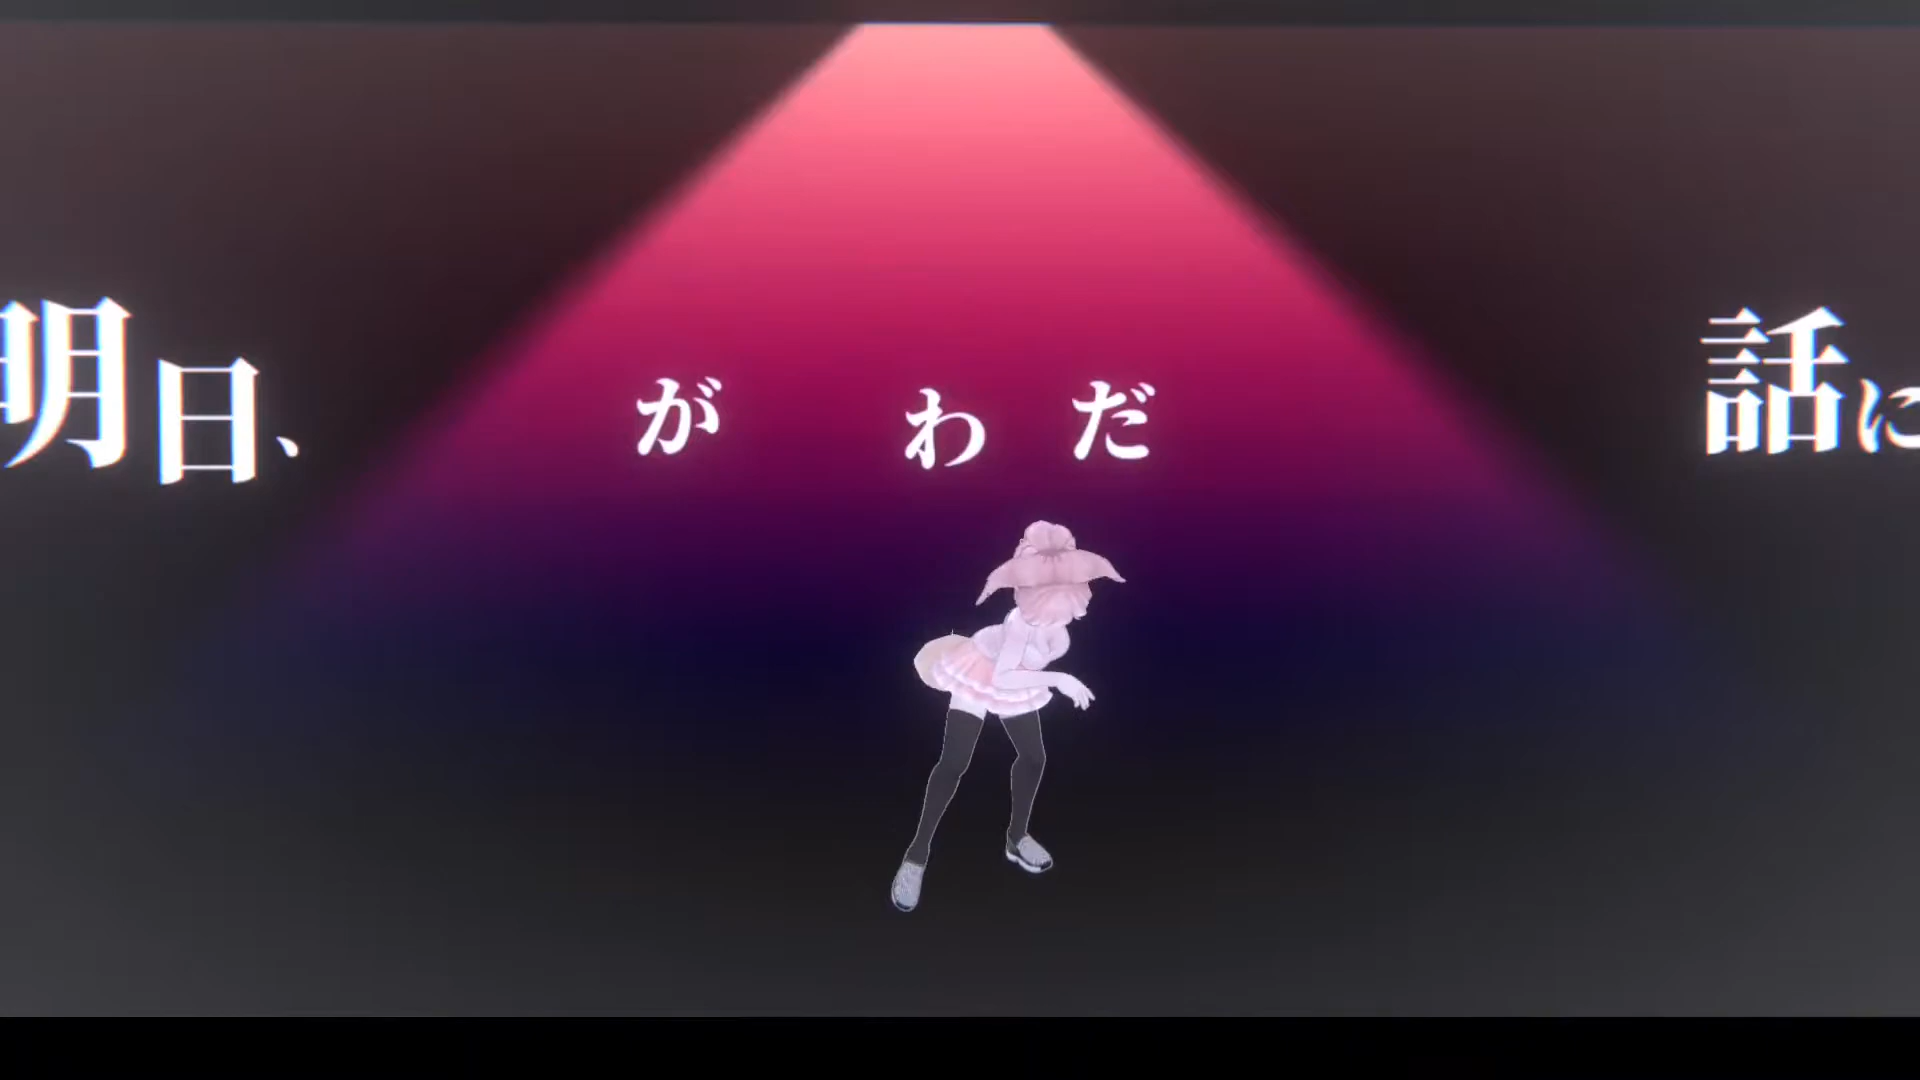 明日、 が わ だ 話に